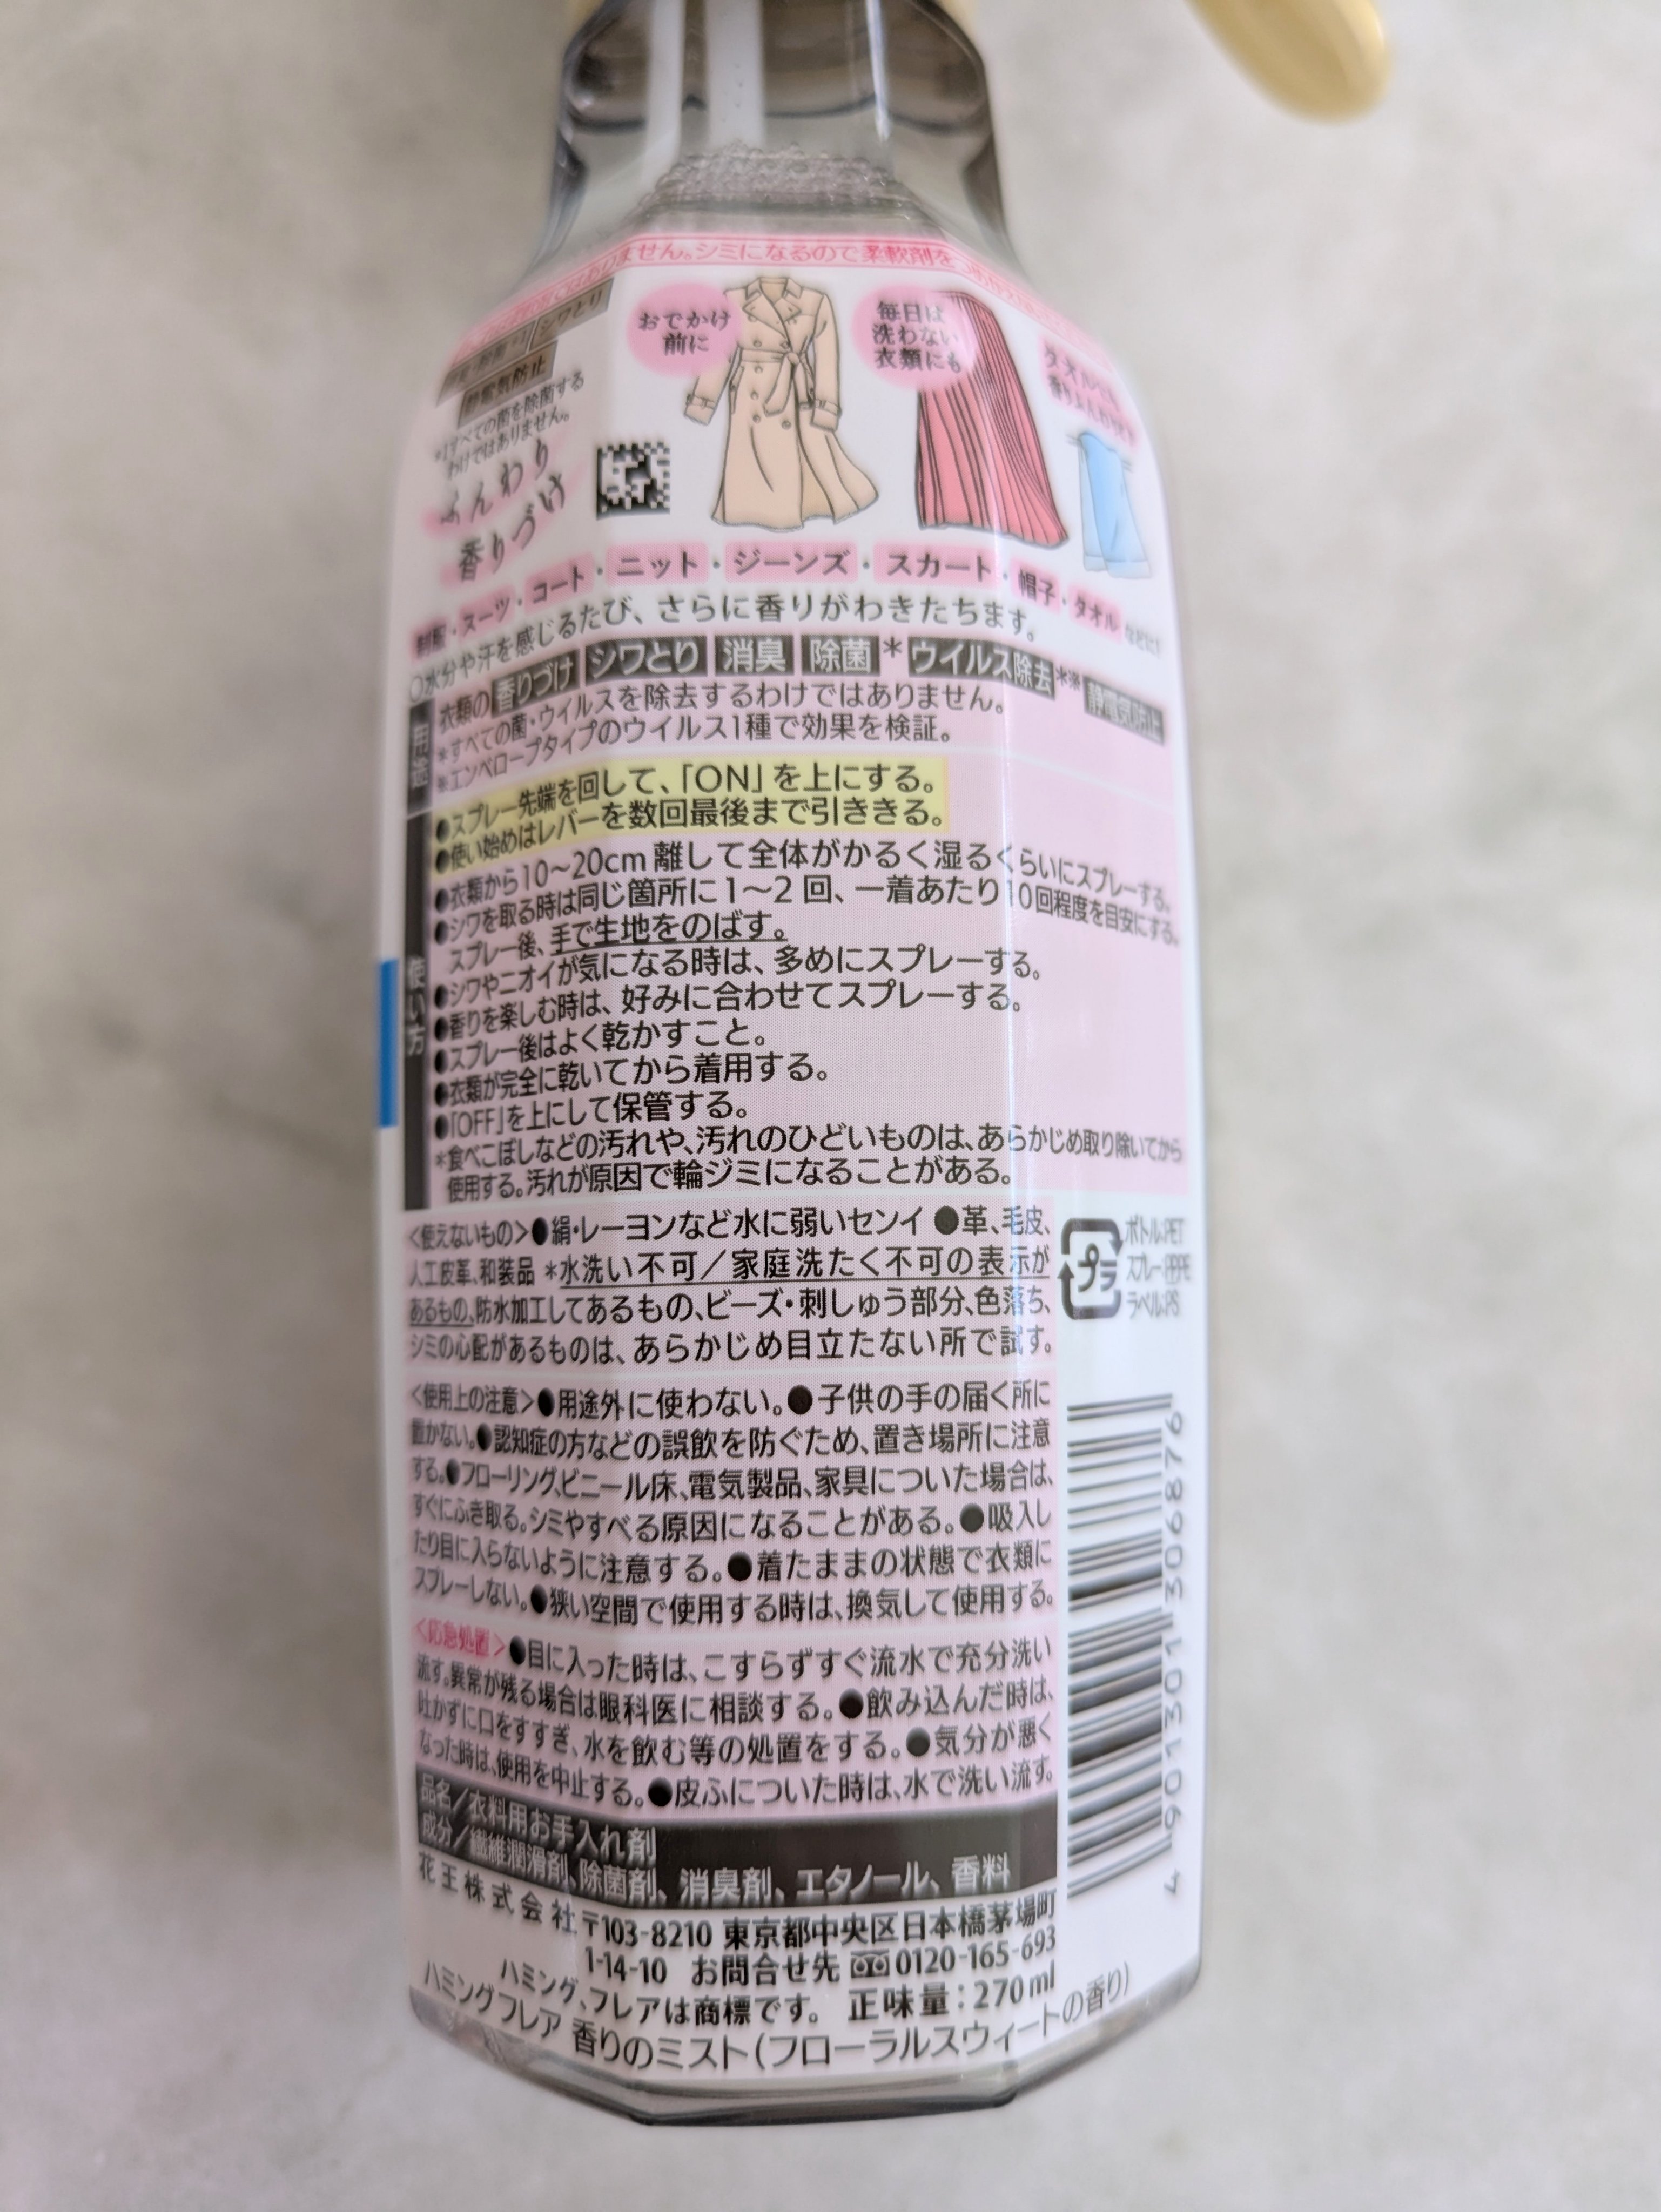 ません。シミになるので柔軟剤を
シワとり
静電気防止
*1すべての菌を除菌する
わけではありません。
ふんわり
香りづけ
おでかけ
前に
毎日は
洗わない
衣類にも
タオルにも
制服・スーツ・コート・ニット・ジーンズ・スカート・帽子・タオル などに!
○水分や汗を感じるたび、さらに香りがわきたちます。
用途
衣類の 香りづけ シワとり 消臭 除菌* ウイルス除去*※ 静電気防止
*すべての菌・ウイルスを除去するわけではありません。
※エンベロープタイプのウイルス1種で効果を検証。
使い方
●スプレー先端を回して、「ON」を上にする。
●使い始めはレバーを数回最後まで引ききる。
●衣類から10〜20cm離して全体がかるく湿るくらいにスプレーする。
●シワを取る時は同じ箇所に1〜2回、一着あたり10回程度を目安にする。
スプレー後、手で生地をのばす。
●シワやニオイが気になる時は、多めにスプレーする。
●香りを楽しむ時は、好みに合わせてスプレーする。
●スプレー後はよく乾かすこと。
●衣類が完全に乾いてから着用する。
●「OFF」を上にして保管する。
*食べこぼしなどの汚れや、汚れのひどいものは、あらかじめ取り除いてから
使用する。汚れが原因で輪ジミになることがある。
<使えないもの>●絹・レーヨンなど水に弱いセンイ ●革、毛皮、
人工皮革、和装品 *水洗い不可/家庭洗たく不可の表示が
あるもの、防水加工してあるもの、ビーズ・刺しゅう部分、色落ち、
シミの心配があるものは、あらかじめ目立たない所で試す。
プラ
ボトル:PET
スプレー:PP,PE
ラベル:PS
<使用上の注意>●用途外に使わない。●子供の手の届く所に
置かない。●認知症の方などの誤飲を防ぐため、置き場所に注意
する。●フローリング、ビニール床、電気製品、家具についた場合は、
すぐにふき取る。シミやすべる原因になることがある。●吸入し
たり目に入らないように注意する。●着たままの状態で衣類に
スプレーしない。●狭い空間で使用する時は、換気して使用する。
<応急処置>●目に入った時は、こすらずすぐ流水で充分洗い
流す。異常が残る場合は眼科医に相談する。●飲み込んだ時は、
吐かずに口をすすぎ、水を飲む等の処置をする。●気分が悪く
なった時は、使用を中止する。●皮ふについた時は、水で洗い流す。
品名/衣料用お手入れ剤
成分/繊維潤滑剤、除菌剤、消臭剤、エタノール、香料
花王株式会社 〒103-8210 東京都中央区日本橋茅場町
1-14-10 お問合せ先 0120-165-693
ハミング、フレアは商標です。 正味量:270ml
ハミングフレア 香りのミスト(フローラルスウィートの香り)
4 901301 306876